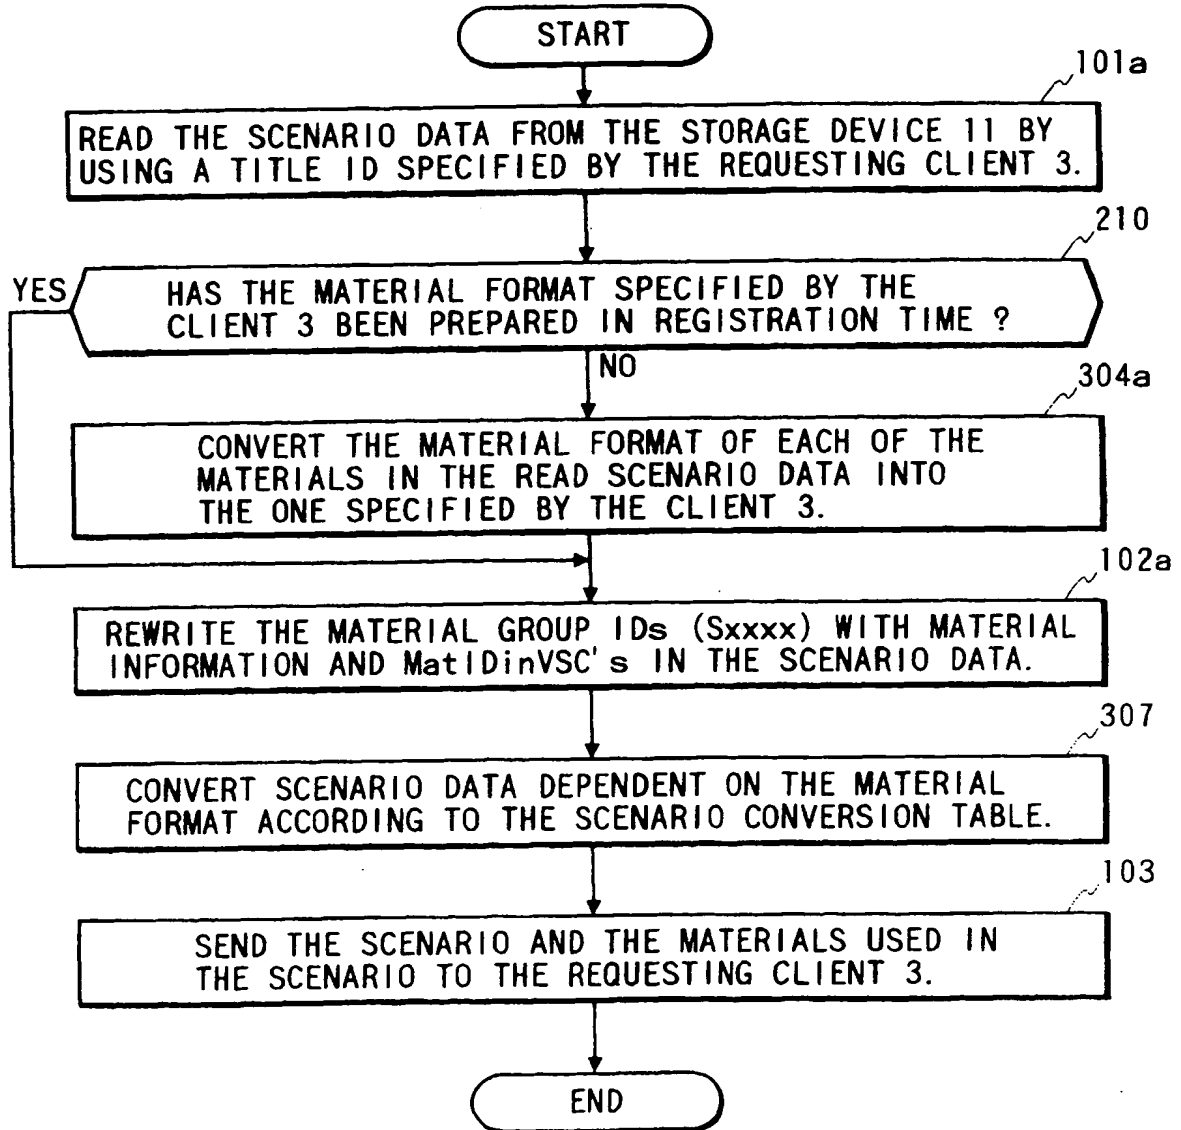 START
101a
READ THE SCENARIO DATA FROM THE STORAGE DEVICE 11 BY
USING A TITLE ID SPECIFIED BY THE REQUESTING CLIENT 3.
210
YES
HAS THE MATERIAL FORMAT SPECIFIED BY THE
CLIENT 3 BEEN PREPARED IN REGISTRATION TIME ?
NO
304a
CONVERT THE MATERIAL FORMAT OF EACH OF THE
MATERIALS IN THE READ SCENARIO DATA INTO
THE ONE SPECIFIED BY THE CLIENT 3.
102a
REWRITE THE MATERIAL GROUP IDs (Sxxxx) WITH MATERIAL
INFORMATION AND MatIDinVSC's IN THE SCENARIO DATA.
307
CONVERT SCENARIO DATA DEPENDENT ON THE MATERIAL
FORMAT ACCORDING TO THE SCENARIO CONVERSION TABLE.
103
SEND THE SCENARIO AND THE MATERIALS USED IN
THE SCENARIO TO THE REQUESTING CLIENT 3.
END